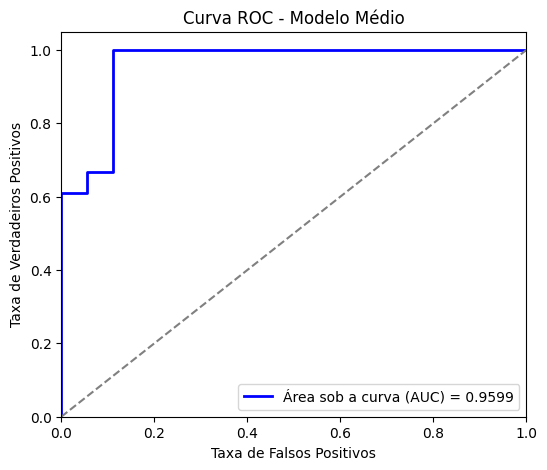 Curva ROC - Modelo Médio
1.0
0.8
0.6
0.4
0.2
0.0
Taxa de Verdadeiros Positivos
Área sob a curva (AUC) = 0.9599
0.0 0.2 0.4 0.6 0.8 1.0
Taxa de Falsos Positivos